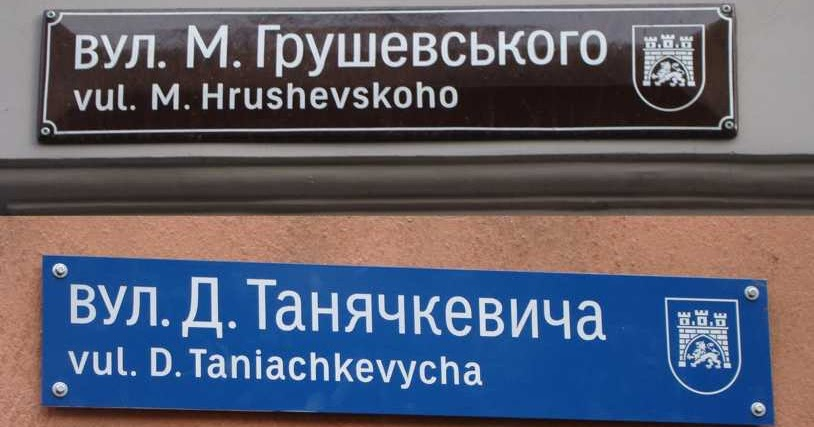 вул. М. Грушевського
vul. M. Hrushevskoho
вул. Д. Танячкевича
vul. D. Taniachkevycha